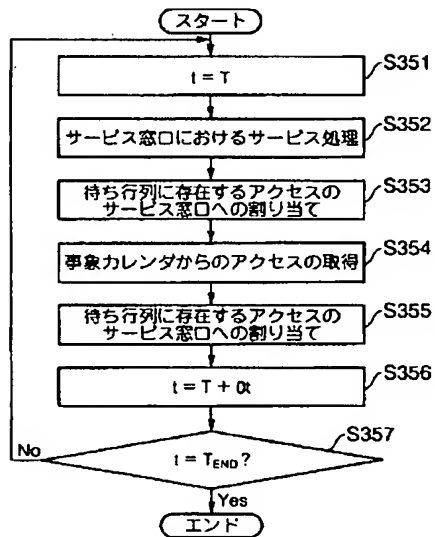 スタート
t = T
S351
サービス窓口におけるサービス処理
S352
待ち行列に存在するアクセスの
サービス窓口への割り当て
S353
事象カレンダからのアクセスの取得
S354
待ち行列に存在するアクセスの
サービス窓口への割り当て
S355
t = T + 0t
S356
t = TEND ?
S357
No
Yes
エンド